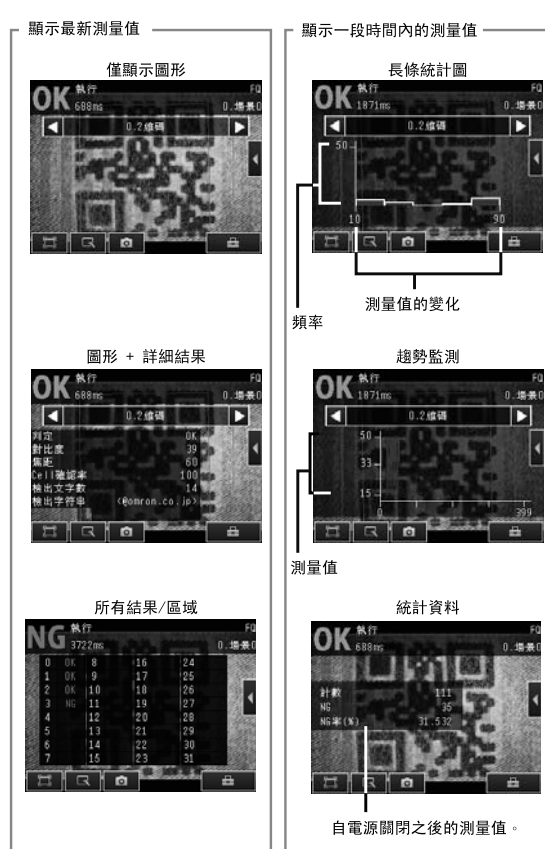 顯示最新測量值
僅顯示圖形
OK 執行 FQ
688ms 0.場景0
0.2維碼
圖形 + 詳細結果
OK 執行 FQ
688ms 0.場景0
0.2維碼
判定 OK
對比度 39
焦距 60
Cell確認率 100
檢出文字數 14
檢出字符串 <@omron.co.jp>
所有結果/區域
NG 執行 FQ
3722ms 0.場景0
0 OK 8 16 24
1 OK 9 17 25
2 OK 10 18 26
3 NG 11 19 27
4 12 20 28
5 13 21 29
6 14 22 30
7 15 23 31
顯示一段時間內的測量值
長條統計圖
OK 執行 FQ
1871ms 0.場景0
0.2維碼
50
10 90
測量值的變化
頻率
趨勢監測
OK 執行 FQ
1871ms 0.場景0
0.2維碼
50
33
15
0 399
測量值
統計資料
OK 執行 FQ
688ms 0.場景0
計數 111
NG 35
NG率(%) 31.532
自電源關閉之後的測量值。